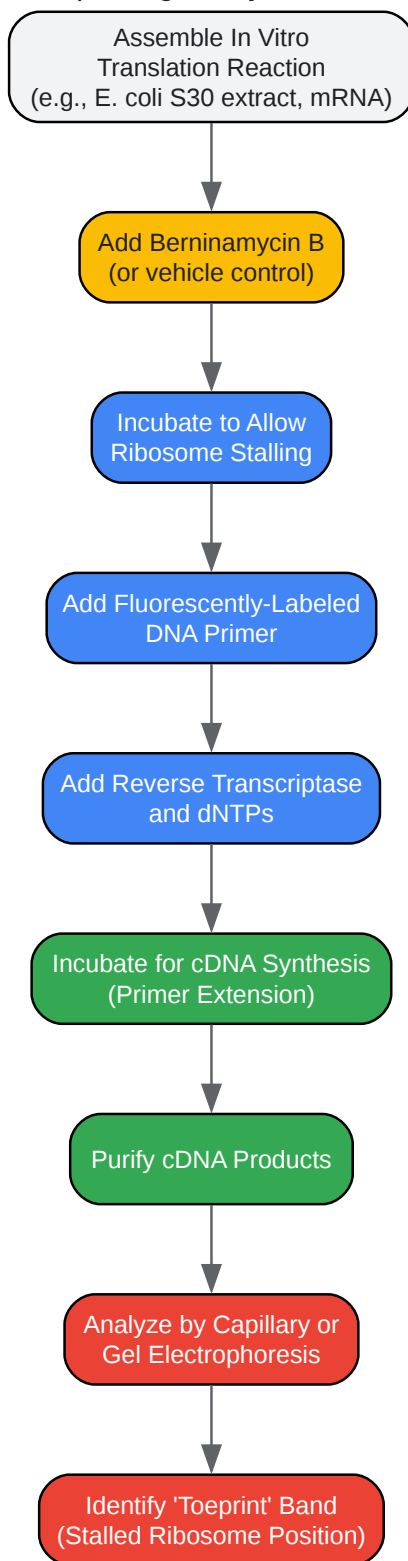 Assemble In Vitro
Translation Reaction
(e.g., E. coli S30 extract, mRNA)
Add Berninamycin B
(or vehicle control)
Incubate to Allow
Ribosome Stalling
Add Fluorescently-Labeled
DNA Primer
Add Reverse Transcriptase
and dNTPs
Incubate for cDNA Synthesis
(Primer Extension)
Purify cDNA Products
Analyze by Capillary or
Gel Electrophoresis
Identify 'Toeprint' Band
(Stalled Ribosome Position)